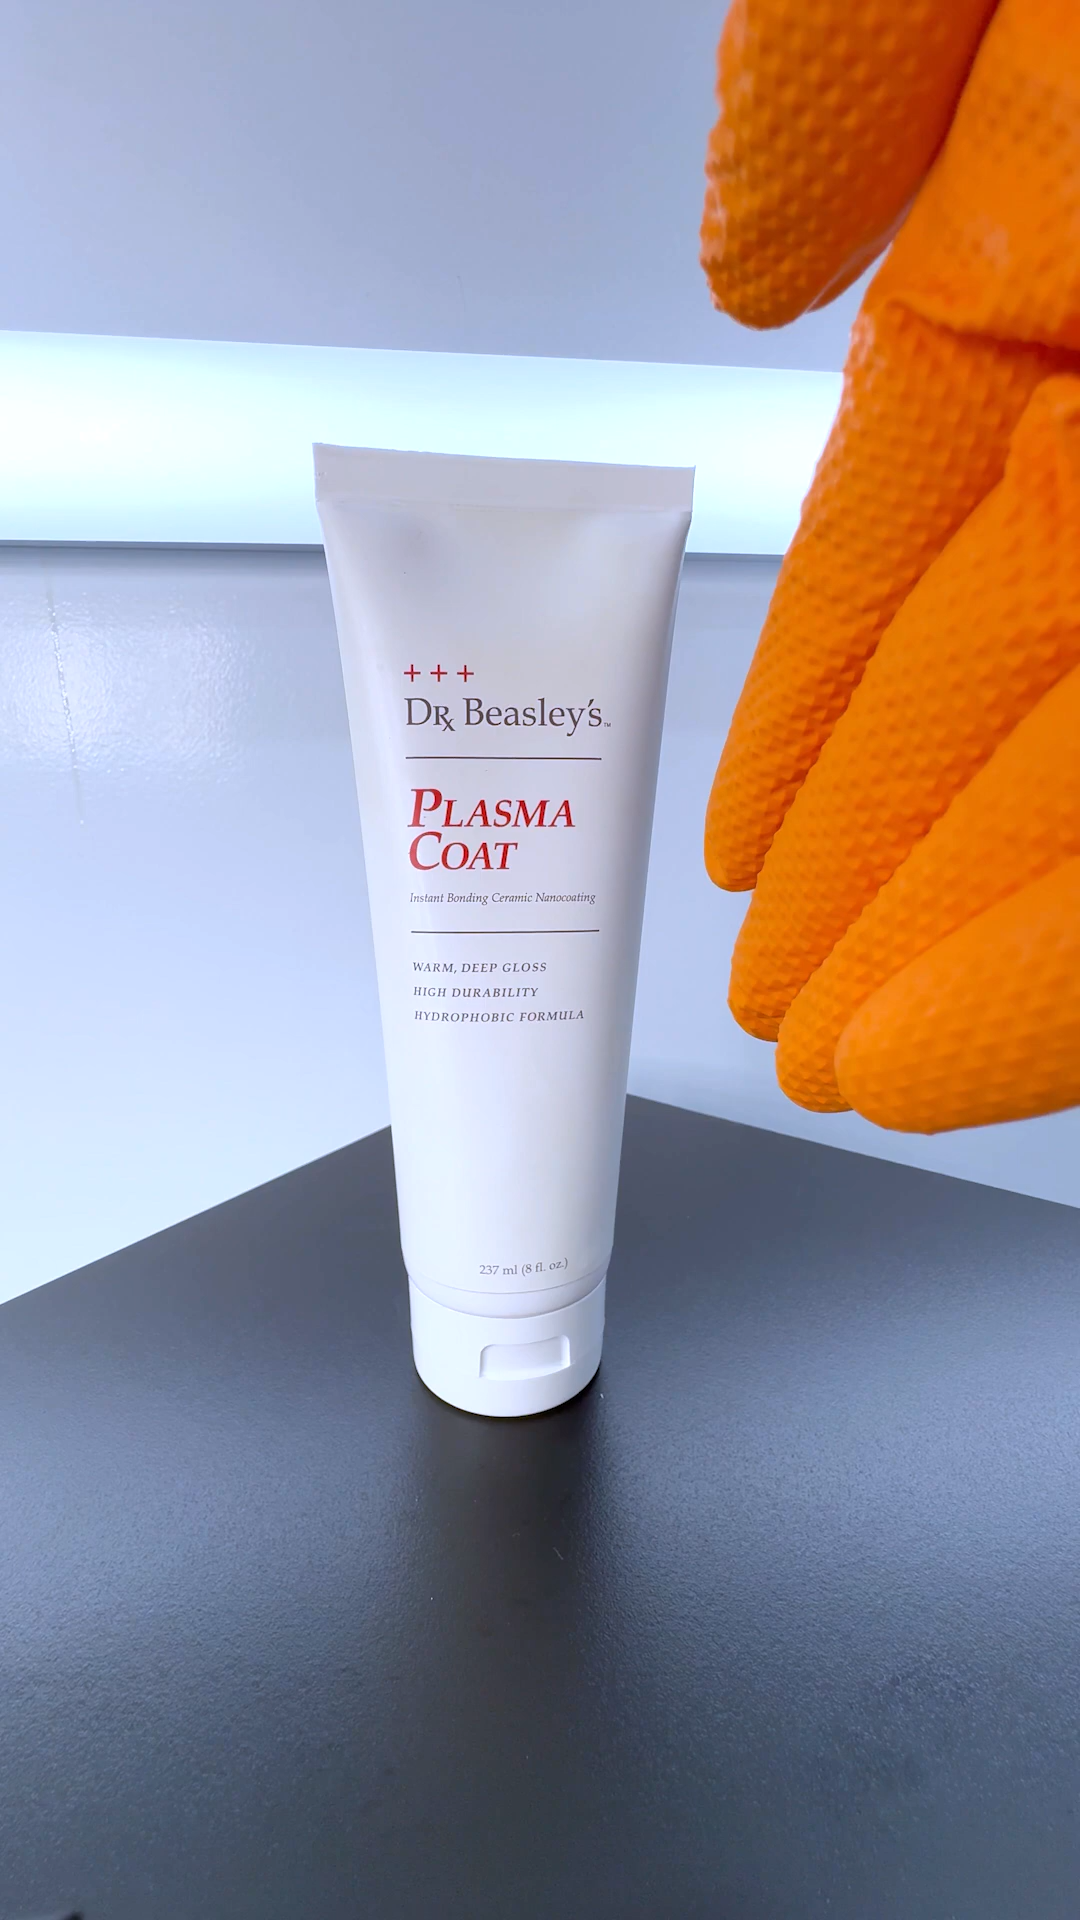 +++
DRx Beasley's™
PLASMA
COAT
Instant Bonding Ceramic Nanocoating
WARM, DEEP GLOSS
HIGH DURABILITY
HYDROPHOBIC FORMULA
237 ml (8 fl. oz.)